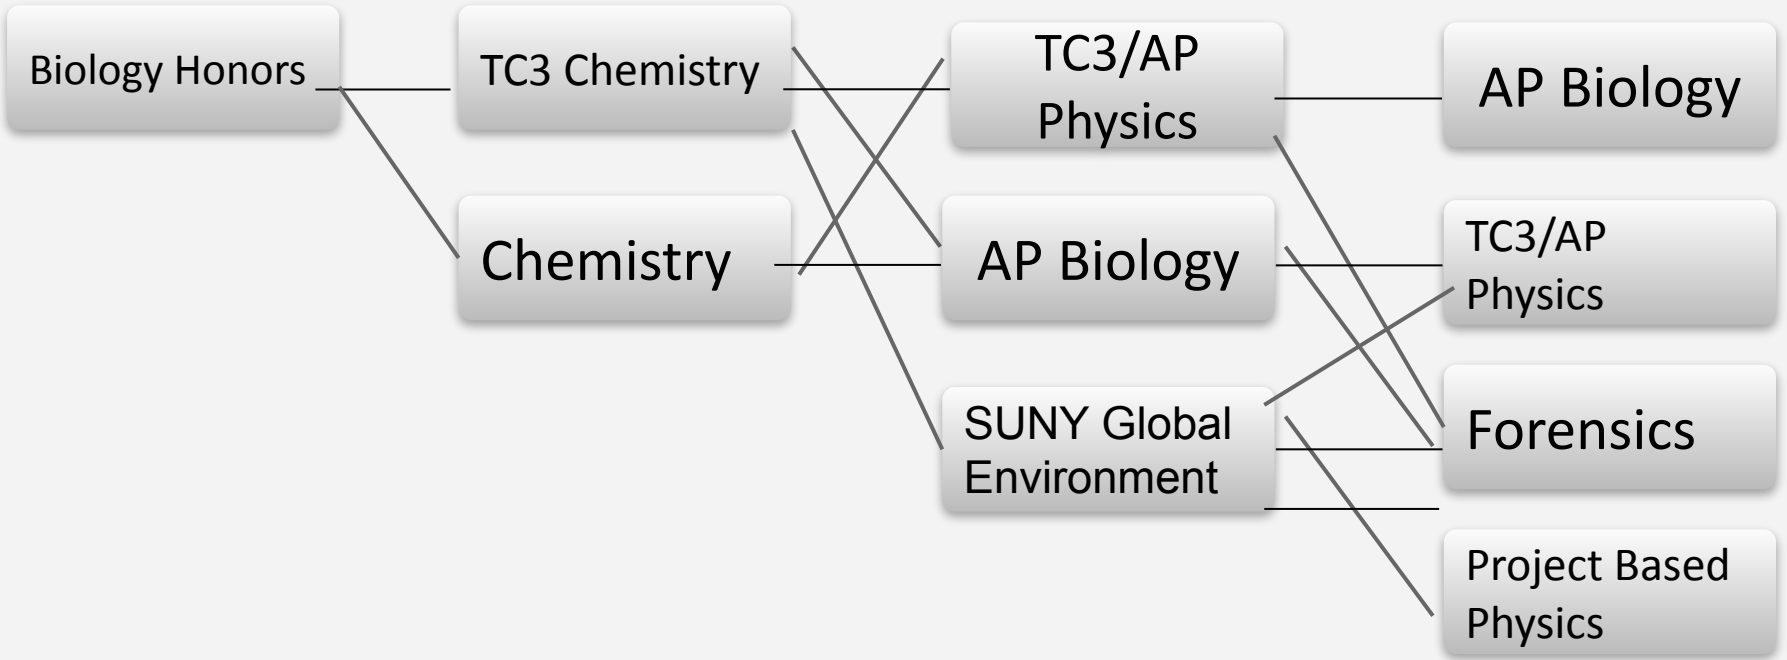 Biology Honors
TC3 Chemistry
Chemistry
TC3/AP
Physics
AP Biology
SUNY Global
Environment
AP Biology
TC3/AP
Physics
Forensics
Project Based
Physics